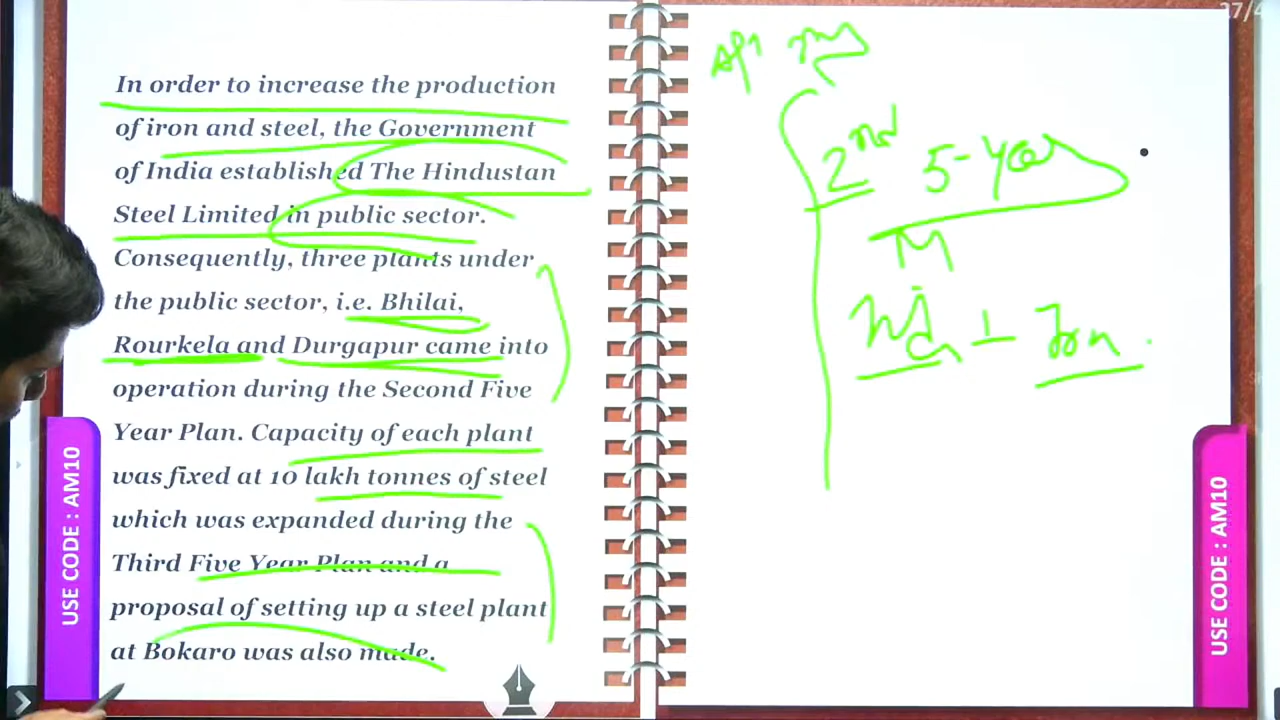 In order to increase the production
of iron and steel, the Government
of India established The Hindustan
Steel Limited in public sector.
Consequently, three plants under
the public sector, i.e. Bhilai,
Rourkela and Durgapur came into
operation during the Second Five
Year Plan. Capacity of each plant
was fixed at 10 lakh tonnes of steel
which was expanded during the
Third Five Year Plan and a
proposal of setting up a steel plant
at Bokaro was also made.
USE CODE : AM10
2nd 5-year
M
USE CODE : AM10